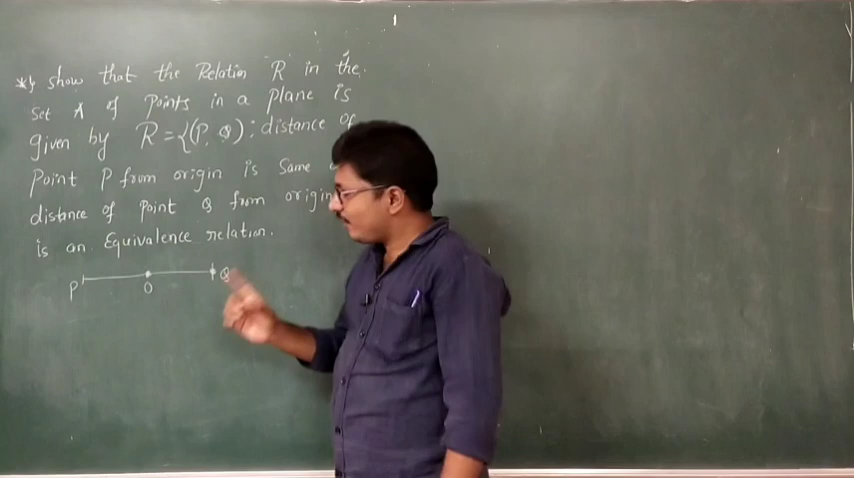 *) show that the Relation R in the
set A of Points in a plane is
given by R = {(P, Q) : distance of
Point P from origin is same
distance of Point Q from origin
is an Equivalence relation.
P O Q